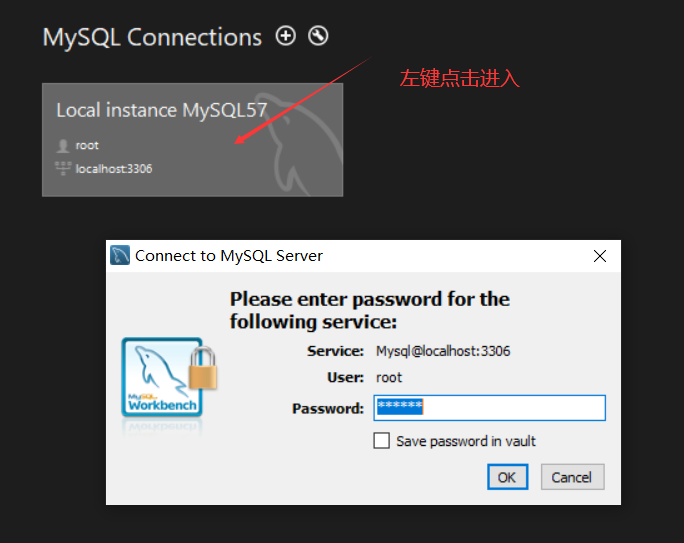 MySQL Connections
左键点击进入
Local instance MySQL57
root
localhost:3306
Connect to MySQL Server
Please enter password for the
following service:
Service: Mysql@localhost:3306
User: root
Password: ******
MySQL
Workbench
Save password in vault
OK Cancel